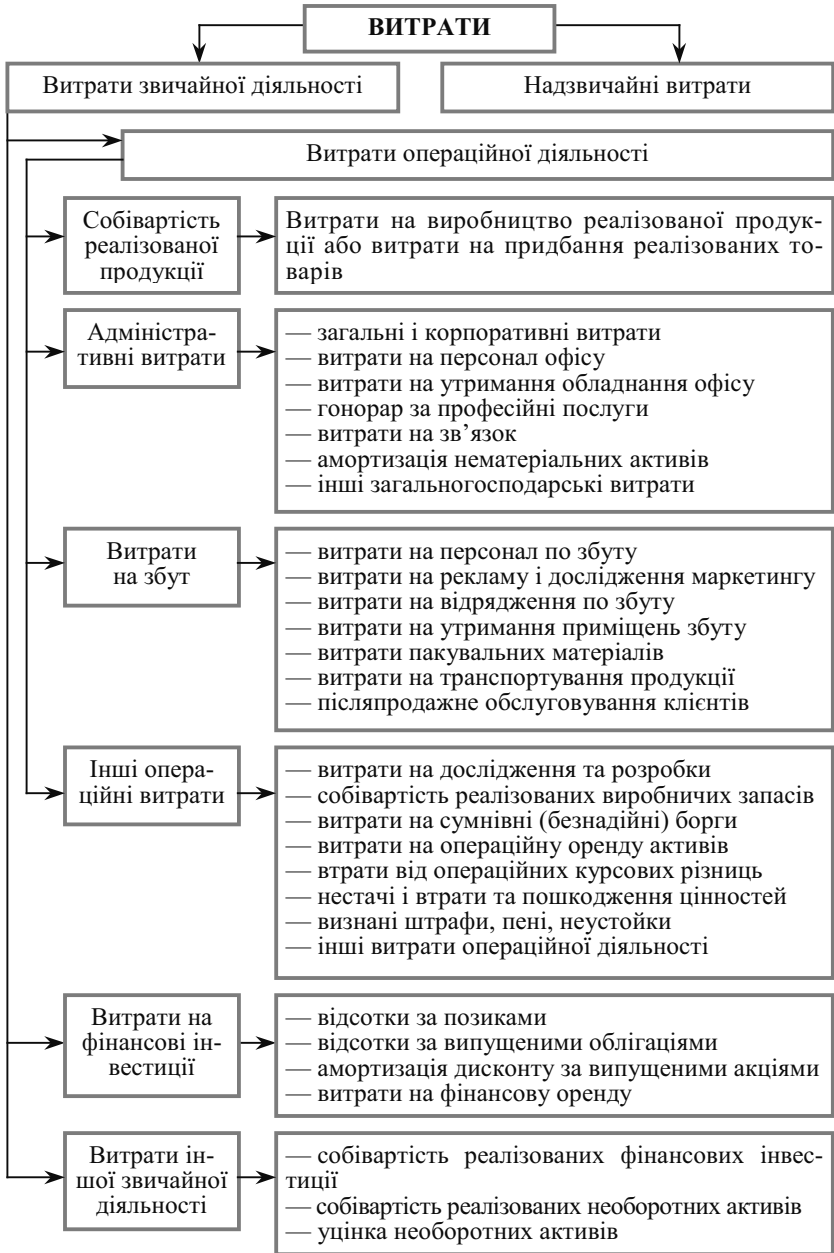 ВИТРАТИ
Витрати звичайної діяльності
Надзвичайні витрати
Витрати операційної діяльності
Собівартість
реалізованої
продукції
Витрати на виробництво реалізованої продук-
ції або витрати на придбання реалізованих то-
варів
Адміністра-
тивні витрати
— загальні і корпоративні витрати
— витрати на персонал офісу
— витрати на утримання обладнання офісу
— гонорар за професійні послуги
— витрати на зв’язок
— амортизація нематеріальних активів
— інші загальногосподарські витрати
Витрати
на збут
— витрати на персонал по збуту
— витрати на рекламу і дослідження маркетингу
— витрати на відрядження по збуту
— витрати на утримання приміщень збуту
— витрати пакувальних матеріалів
— витрати на транспортування продукції
— післяпродажне обслуговування клієнтів
Інші опера-
ційні витрати
— витрати на дослідження та розробки
— собівартість реалізованих виробничих запасів
— витрати на сумнівні (безнадійні) борги
— витрати на операційну оренду активів
— втрати від операційних курсових різниць
— нестачі і втрати та пошкодження цінностей
— визнані штрафи, пені, неустойки
— інші витрати операційної діяльності
Витрати на
фінансові ін-
вестиції
— відсотки за позиками
— відсотки за випущеними облігаціями
— амортизація дисконту за випущеними акціями
— витрати на фінансову оренду
Витрати ін-
шої звичайної
діяльності
— собівартість реалізованих фінансових інвес-
тиції
— собівартість реалізованих необоротних активів
— уцінка необоротних активів